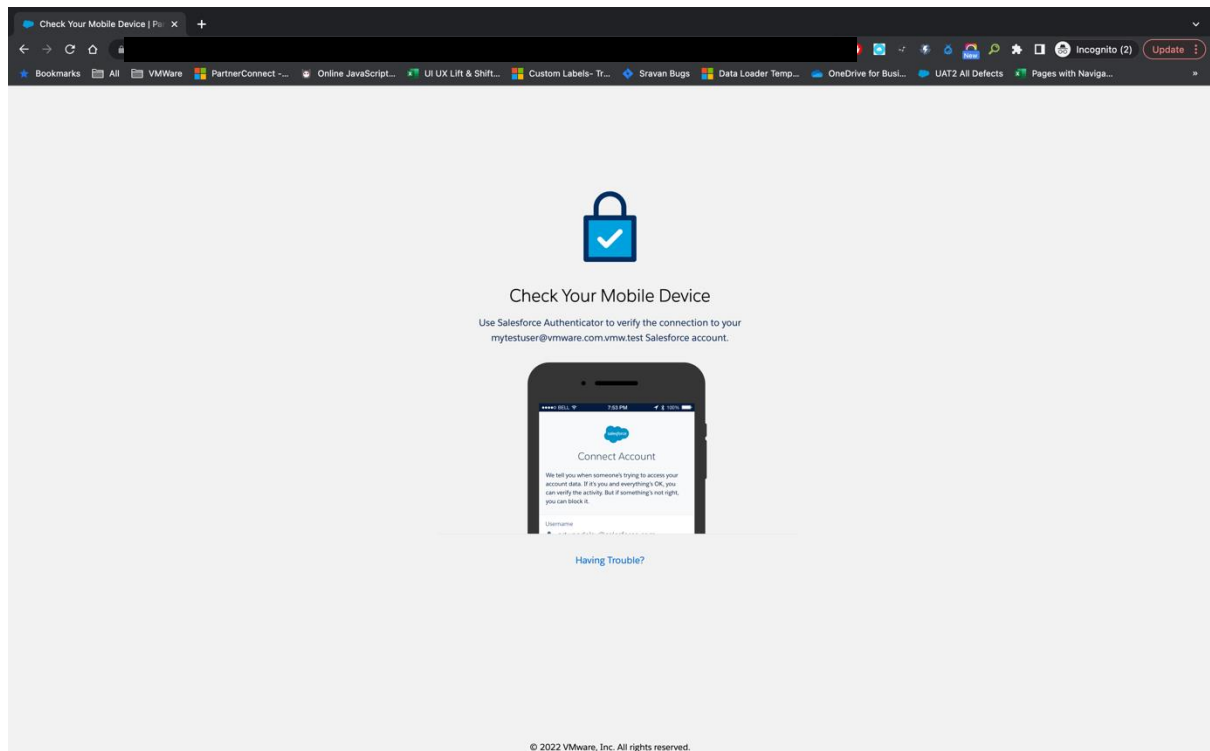 Check Your Mobile Device | Pa
Incognito (2)
Update
New
Bookmarks All VMWare PartnerConnect -... Online JavaScript... UI UX Lift & Shift... Custom Labels- Tr... Sravan Bugs Data Loader Temp... OneDrive for Busi... UAT2 All Defects Pages with Naviga... »
Check Your Mobile Device
Use Salesforce Authenticator to verify the connection to your
mytestuser@vmware.com.vmw.test Salesforce account.
BELL 7:53 PM 100%
salesforce
Connect Account
We tell you when someone's trying to access your
account data. If it's you and everything's OK, you
can verify the activity. But if something's not right,
you can block it.
Username
Having Trouble?
© 2022 VMware, Inc. All rights reserved.